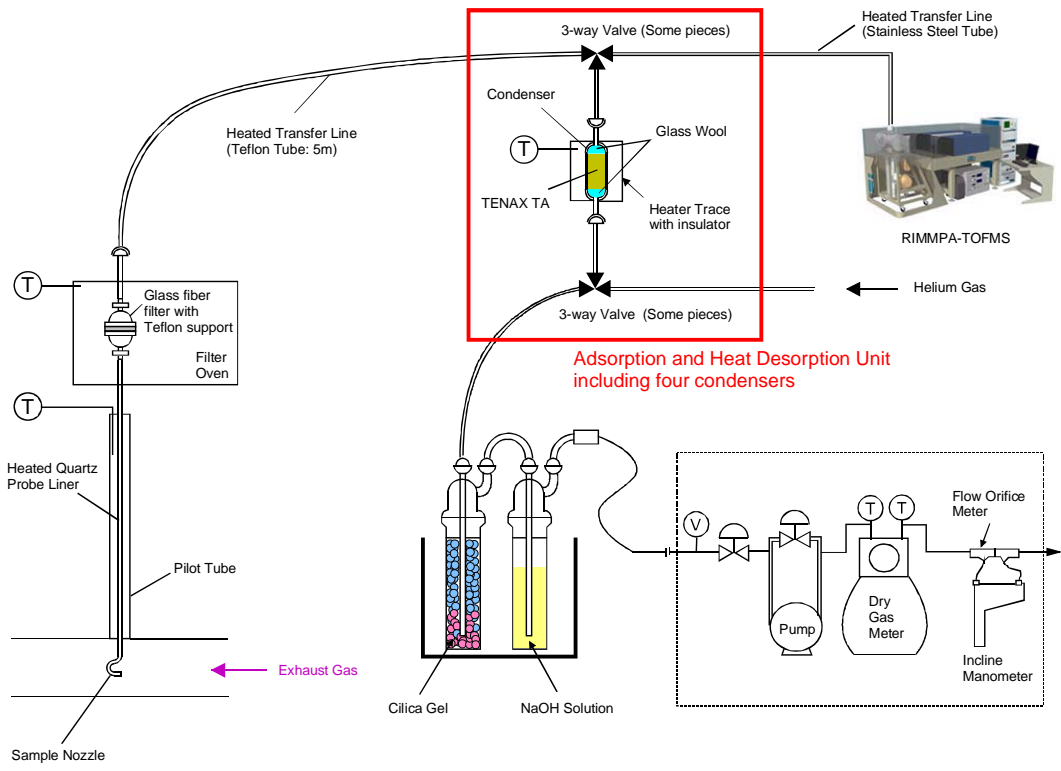 3-way Valve (Some pieces)
Heated Transfer Line
(Stainless Steel Tube)
Condenser
Glass Wool
T
TENAX TA
Heater Trace
with insulator
RIMMPA-TOFMS
Heated Transfer Line
(Teflon Tube: 5m)
T
Glass fiber
filter with
Teflon support
Filter
Oven
Helium Gas
3-way Valve  (Some pieces)
Adsorption and Heat Desorption Unit
including four condensers
T
Heated Quartz
Probe Liner
Pilot Tube
Exhaust Gas
Sample Nozzle
Cilica Gel
NaOH Solution
V
Pump
T
T
Dry
Gas
Meter
Flow Orifice
Meter
Incline
Manometer